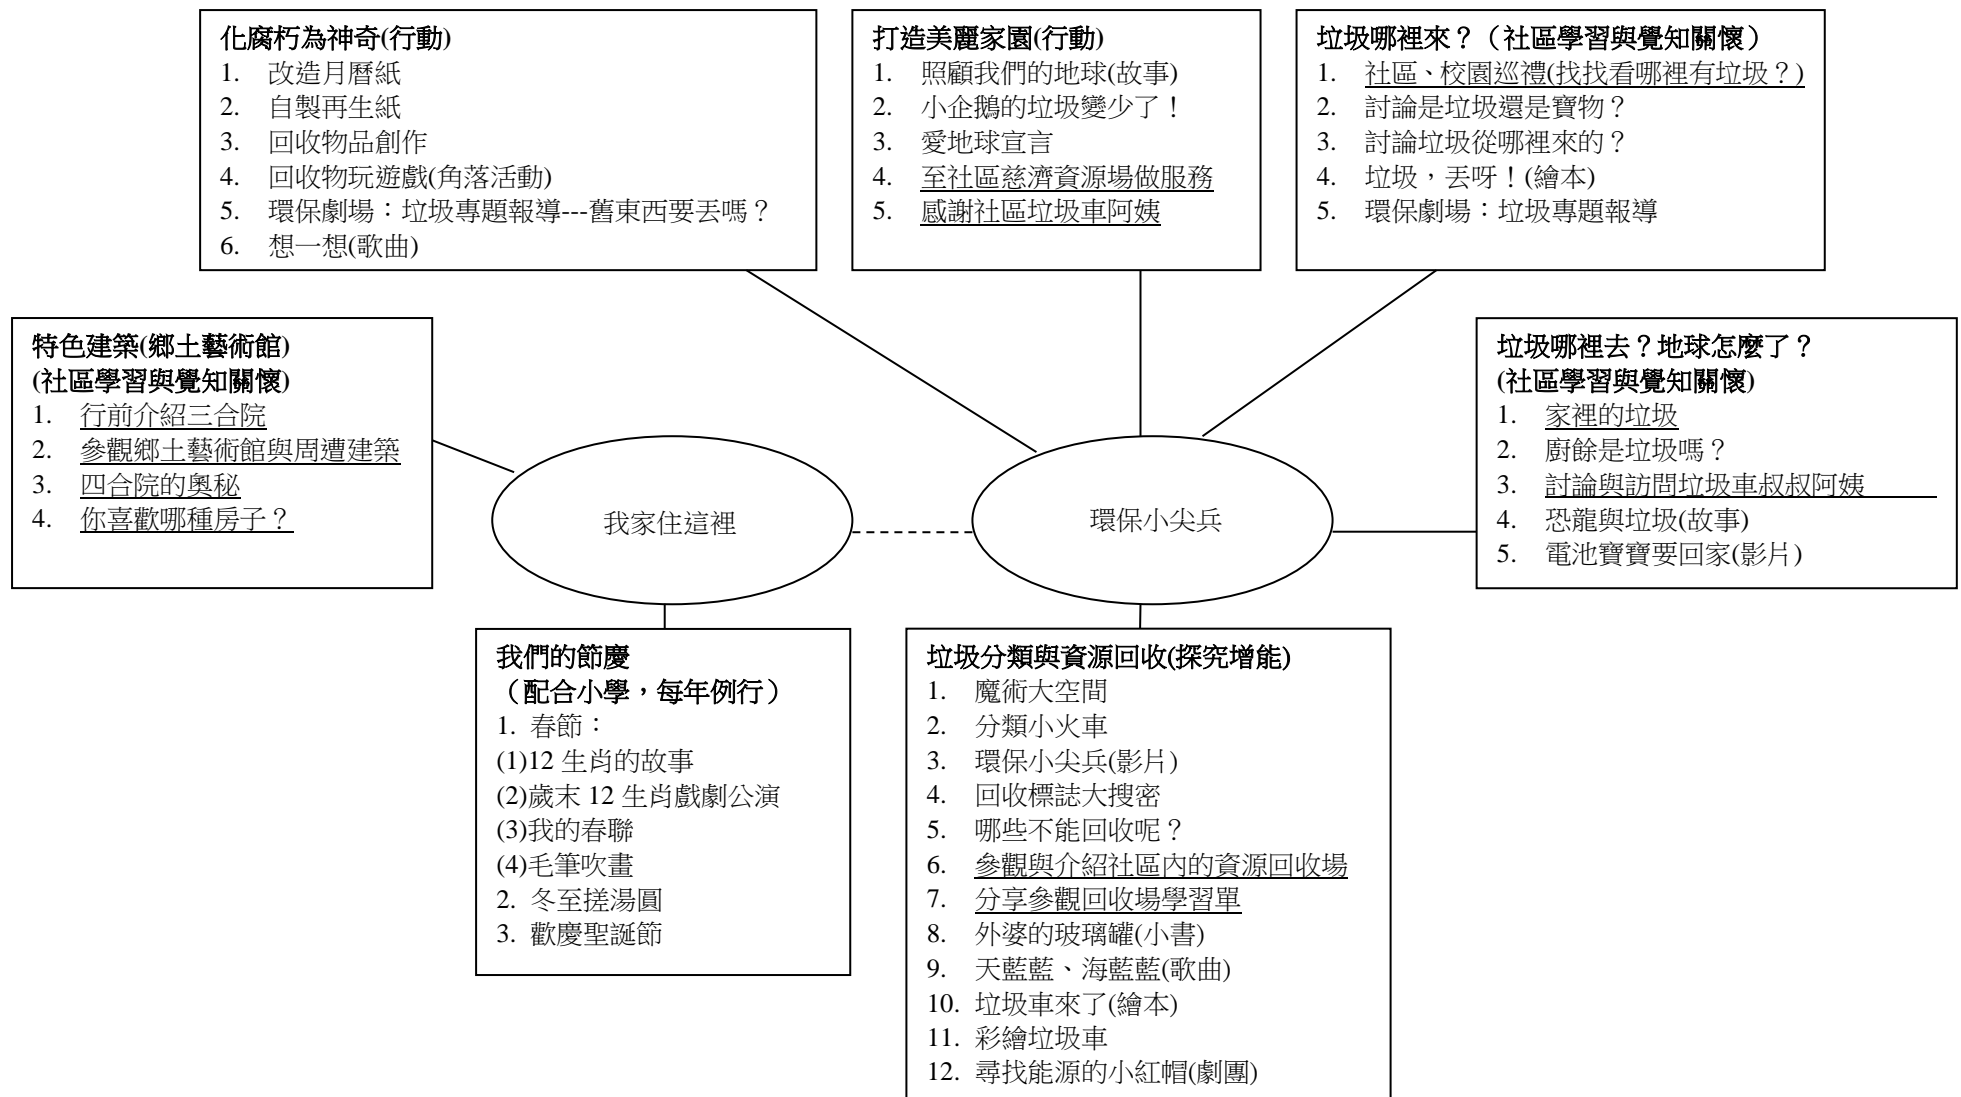 化腐朽為神奇(行動)
1. 改造月曆紙
2. 自製再生紙
3. 回收物品創作
4. 回收物玩遊戲(角落活動)
5. 環保劇場：垃圾專題報導---舊東西要丟嗎？
6. 想一想(歌曲)
打造美麗家園(行動)
1. 照顧我們的地球(故事)
2. 小企鵝的垃圾變少了！
3. 愛地球宣言
4. 至社區慈濟資源場做服務
5. 感謝社區垃圾車阿姨
垃圾哪裡來？（社區學習與覺知關懷）
1. 社區、校園巡禮(找找看哪裡有垃圾？)
2. 討論是垃圾還是寶物？
3. 討論垃圾從哪裡來的？
4. 垃圾，丟呀！(繪本)
5. 環保劇場：垃圾專題報導
特色建築(鄉土藝術館)
(社區學習與覺知關懷)
1. 行前介紹三合院
2. 參觀鄉土藝術館與周遭建築
3. 四合院的奧秘
4. 你喜歡哪種房子？
我家住這裡
環保小尖兵
垃圾哪裡去？地球怎麼了？
(社區學習與覺知關懷)
1. 家裡的垃圾
2. 廚餘是垃圾嗎？
3. 討論與訪問垃圾車叔叔阿姨
4. 恐龍與垃圾(故事)
5. 電池寶寶要回家(影片)
我們的節慶
（配合小學，每年例行）
1. 春節：
(1)12 生肖的故事
(2)歲末 12 生肖戲劇公演
(3)我的春聯
(4)毛筆吹畫
2. 冬至搓湯圓
3. 歡慶聖誕節
垃圾分類與資源回收(探究增能)
1. 魔術大空間
2. 分類小火車
3. 環保小尖兵(影片)
4. 回收標誌大搜密
5. 哪些不能回收呢？
6. 參觀與介紹社區內的資源回收場
7. 分享參觀回收場學習單
8. 外婆的玻璃罐(小書)
9. 天藍藍、海藍藍(歌曲)
10. 垃圾車來了(繪本)
11. 彩繪垃圾車
12. 尋找能源的小紅帽(劇團)